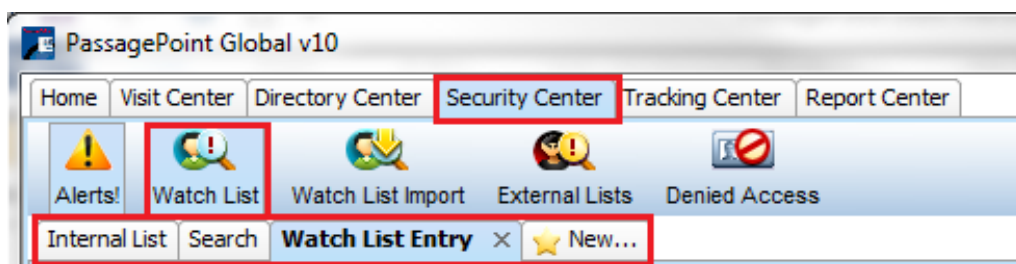 PassagePoint Global v10
Home Visit Center Directory Center Security Center Tracking Center Report Center
Alerts! Watch List Watch List Import External Lists Denied Access
Internal List Search Watch List Entry × New...